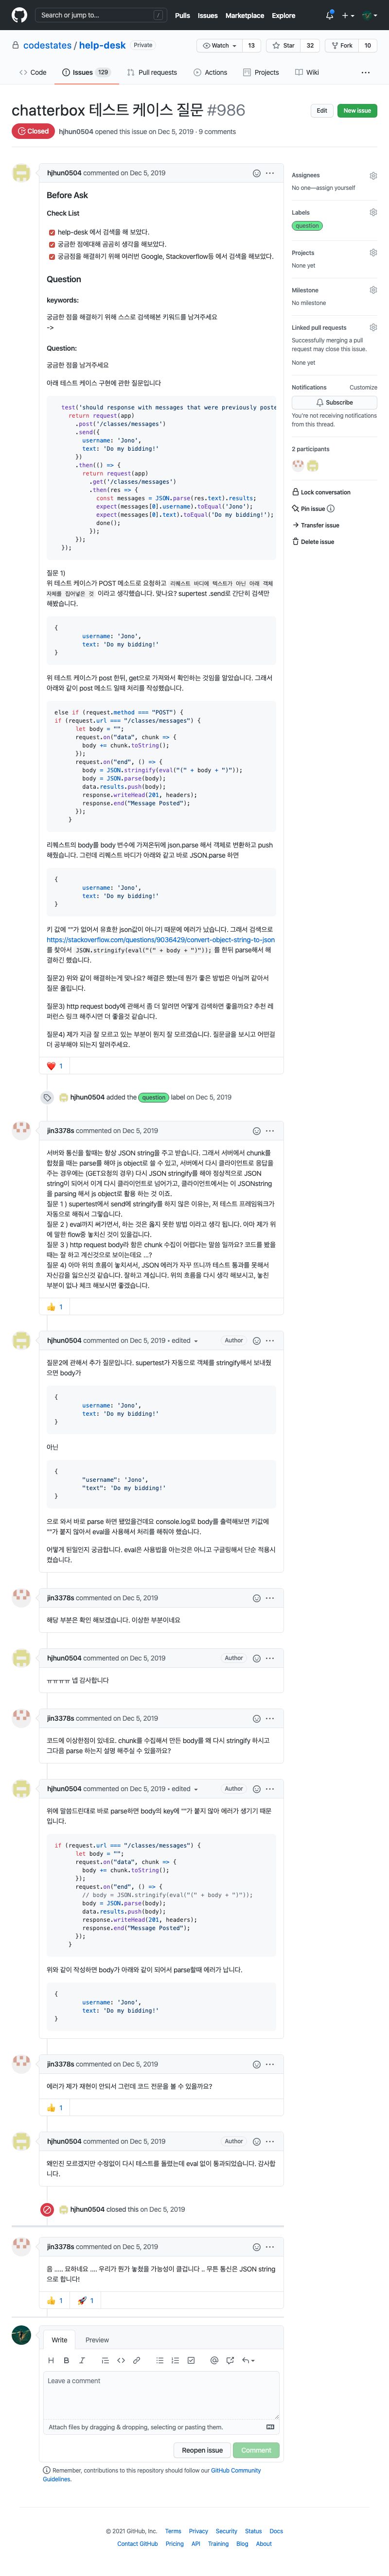 Search or jump to...
/
Pulls Issues Marketplace Explore
codestates / help-desk Private
Watch 13 Star 32 Fork 10
Code Issues 129 Pull requests Actions Projects Wiki
chatterbox 테스트 케이스 질문 #986
Edit New issue
Closed hjhun0504 opened this issue on Dec 5, 2019 · 9 comments
hjhun0504 commented on Dec 5, 2019
Before Ask
Check List
help-desk 에서 검색을 해 보았다.
궁금한 점에대해 곰곰히 생각을 해보았다.
궁금점을 해결하기 위해 여러번 Google, Stackoverflow등 에서 검색을 해보았다.
Question
keywords:
궁금한 점을 해결하기 위해 스스로 검색해본 키워드를 남겨주세요
->
Question:
궁금한 점을 남겨주세요
아래 테스트 케이스 구현에 관한 질문입니다
test('should response with messages that were previously poste
return request(app)
.post('/classes/messages')
.send({
username: 'Jono',
text: 'Do my bidding!'
})
.then(() => {
return request(app)
.get('/classes/messages')
.then(res => {
const messages = JSON.parse(res.text).results;
expect(messages[0].username).toEqual('Jono');
expect(messages[0].text).toEqual('Do my bidding!');
done();
});
});
});
질문 1)
위 테스트 케이스가 POST 메소드로 요청하고 리퀘스트 바디에 텍스트가 아닌 아래 객체
자체를 집어넣은 것 이라고 생각했습니다. 맞나요? supertest .send로 간단히 검색만
해봤습니다.
{
username: 'Jono',
text: 'Do my bidding!'
}
위 테스트 케이스가 post 한뒤, get으로 가져와서 확인하는 것임을 알았습니다. 그래서
아래와 같이 post 메소드 일때 처리를 작성했습니다.
else if (request.method === "POST") {
if (request.url === "/classes/messages") {
let body = "";
request.on("data", chunk => {
body += chunk.toString();
});
request.on("end", () => {
body = JSON.stringify(eval("(" + body + ")"));
body = JSON.parse(body);
data.results.push(body);
response.writeHead(201, headers);
response.end("Message Posted");
});
}
리퀘스트의 body를 body 변수에 가져온뒤에 json.parse 해서 객체로 변환하고 push
해줬습니다. 그런데 리퀘스트 바디가 아래와 같고 바로 JSON.parse 하면
{
username: 'Jono',
text: 'Do my bidding!'
}
키 값에 ""가 없어서 유효한 json값이 아니기 때문에 에러가 났습니다. 그래서 검색으로
https://stackoverflow.com/questions/9036429/convert-object-string-to-json
를 찾아서 JSON.stringify(eval("(" + body + ")")); 를 한뒤 parse해서 해
결하긴 했습니다.
질문2) 위와 같이 해결하는게 맞나요? 해결은 했는데 뭔가 좋은 방법은 아닐꺼 같아서
질문 올립니다.
질문3) http request body에 관해서 좀 더 알려면 어떻게 검색하면 좋을까요? 추천 레
퍼런스 링크 해주시면 더 좋을것 같습니다.
질문4) 제가 지금 잘 모르고 있는 부분이 뭔지 잘 모르겠습니다. 질문글을 보시고 어떤걸
더 공부해야 되는지 알려주세요.
1
hjhun0504 added the question label on Dec 5, 2019
jin3378s commented on Dec 5, 2019
서버와 통신을 할때는 항상 JSON string을 주고 받습니다. 그래서 서버에서 chunk를
합쳤을 때는 parse를 해야 js object로 쓸 수 있고, 서버에서 다시 클라이언트로 응답을
주는 경우에는 (GET요청의 경우) 다시 JSON stringify를 해야 정상적으로 JSON
string이 되어서 이게 다시 클라이언트로 넘어가고, 클라이언트에서는 이 JSONstring
을 parsing 해서 js object로 활용 하는 것 이죠.
질문 1 ) supertest에서 send에 stringify를 하지 않은 이유는, 저 테스트 프레임워크가
자동으로 해줘서 그렇습니다.
질문 2 ) eval까지 써가면서, 하는 것은 옳지 못한 방법 이라고 생각 됩니다. 아마 제가 위
에 말한 flow중 놓치신 것이 있을겁니다.
질문 3 ) http request body라 함은 chunk 수집이 어렵다는 말씀 일까요? 코드를 봤을
때는 잘 하고 계신것으로 보이는데요 ...?
질문 4) 아마 위의 흐름이 놓치셔서, JSON 에러가 자꾸 뜨니까 테스트 통과를 못해서
자신감을 잃으신것 같습니다. 잘하고 계십니다. 위의 흐름을 다시 생각 해보시고, 놓친
부분이 없나 체크 해보시면 좋겠습니다.
1
hjhun0504 commented on Dec 5, 2019 • edited Author
질문2에 관해서 추가 질문입니다. supertest가 자동으로 객체를 stringify해서 보내줬
으면 body가
{
username: 'Jono',
text: 'Do my bidding!'
}
아닌
{
"username": 'Jono',
"text": 'Do my bidding!'
}
으로 와서 바로 parse 하면 됐었을건데요 console.log로 body를 출력해보면 키값에
""가 붙지 않아서 eval을 사용해서 처리를 해줘야 했습니다.
어떻게 된일인지 궁금합니다. eval은 사용법을 아는것은 아니고 구글링해서 단순 적용시
켰습니다.
jin3378s commented on Dec 5, 2019
해당 부분은 확인 해보겠습니다. 이상한 부분이네요
hjhun0504 commented on Dec 5, 2019 Author
ㅠㅠㅠㅠ 넵 감사합니다
jin3378s commented on Dec 5, 2019
코드에 이상한점이 있네요. chunk를 수집해서 만든 body를 왜 다시 stringify 하시고
그다음 parse 하는지 설명 해주실 수 있을까요?
hjhun0504 commented on Dec 5, 2019 • edited Author
위에 말씀드린대로 바로 parse하면 body의 key에 ""가 붙지 않아 에러가 생기기 때문
입니다.
if (request.url === "/classes/messages") {
let body = "";
request.on("data", chunk => {
body += chunk.toString();
});
request.on("end", () => {
// body = JSON.stringify(eval("(" + body + ")"));
body = JSON.parse(body);
data.results.push(body);
response.writeHead(201, headers);
response.end("Message Posted");
});
}
위와 같이 작성하면 body가 아래와 같이 되어서 parse할때 에러가 납니다.
{
username: 'Jono',
text: 'Do my bidding!'
}
jin3378s commented on Dec 5, 2019
에러가 제가 재현이 안되서 그런데 코드 전문을 볼 수 있을까요?
1
hjhun0504 commented on Dec 5, 2019 Author
왜인진 모르겠지만 수정없이 다시 테스트를 돌렸는데 eval 없이 통과되었습니다. 감사합
니다.
hjhun0504 closed this on Dec 5, 2019
jin3378s commented on Dec 5, 2019
음 ..... 묘하네요 .... 우리가 뭔가 놓쳤을 가능성이 클겁니다 .. 무튼 통신은 JSON string
으로 합니다!
1 1
Write Preview
Leave a comment
Attach files by dragging & dropping, selecting or pasting them.
Reopen issue Comment
Remember, contributions to this repository should follow our GitHub Community
Guidelines.
Assignees
No one—assign yourself
Labels
question
Projects
None yet
Milestone
No milestone
Linked pull requests
Successfully merging a pull
request may close this issue.
None yet
Notifications Customize
Subscribe
You're not receiving notifications
from this thread.
2 participants
Lock conversation
Pin issue
Transfer issue
Delete issue
© 2021 GitHub, Inc. Terms Privacy Security Status Docs
Contact GitHub Pricing API Training Blog About